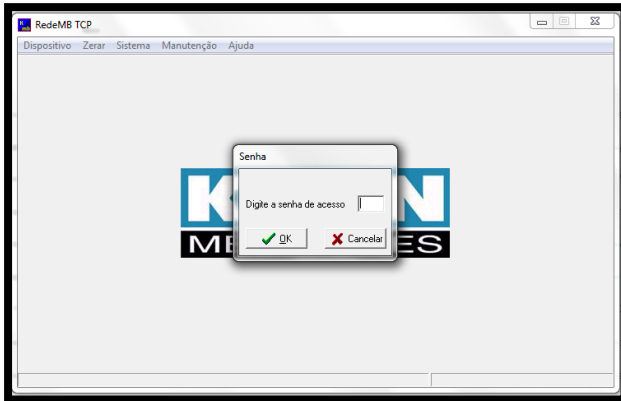 RedeMB TCP
Dispositivo Zerar Sistema Manutenção Ajuda
Senha
Digite a senha de acesso
OK Cancelar